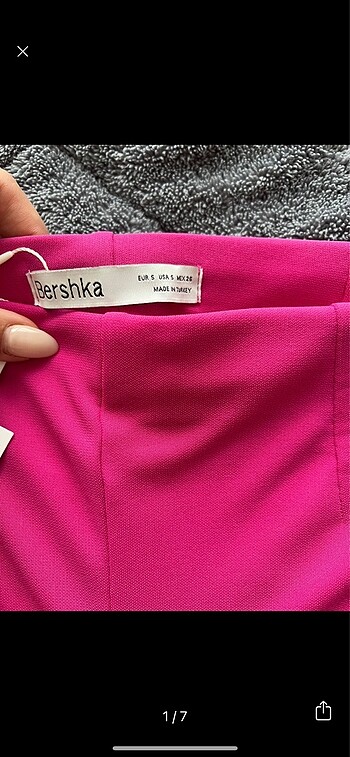 Bershka
EUR S USA S MEX 26
MADE IN TURKEY
1/7